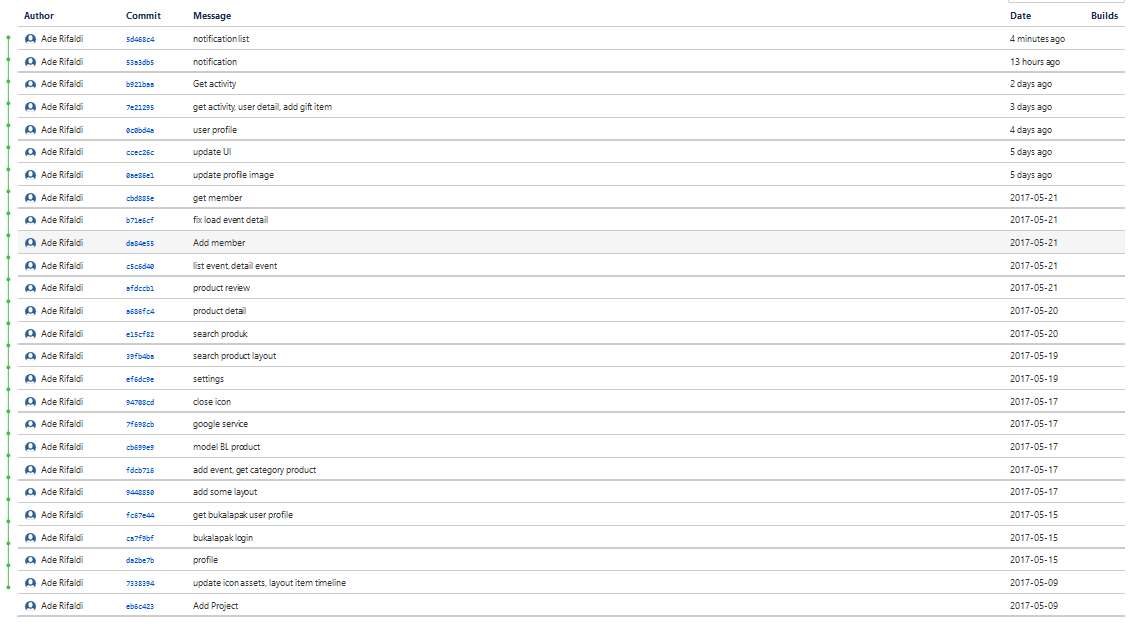 Author Commit Message Date Builds
Ade Rifaldi 5d468c4 notification list 4 minutes ago
Ade Rifaldi 53a3db5 notification 13 hours ago
Ade Rifaldi b921baa Get activity 2 days ago
Ade Rifaldi 7e21295 get activity, user detail, add gift item 3 days ago
Ade Rifaldi 0c0bd4a user profile 4 days ago
Ade Rifaldi ccec26c update UI 5 days ago
Ade Rifaldi 0ae86e1 update profile image 5 days ago
Ade Rifaldi cbd885e get member 2017-05-21
Ade Rifaldi b71e6cf fix load event detail 2017-05-21
Ade Rifaldi da84e55 Add member 2017-05-21
Ade Rifaldi c5c6d40 list event, detail event 2017-05-21
Ade Rifaldi afdccb1 product review 2017-05-21
Ade Rifaldi a686fc4 product detail 2017-05-20
Ade Rifaldi e15cf82 search produk 2017-05-20
Ade Rifaldi 39fb4ba search product layout 2017-05-19
Ade Rifaldi ef6dc9e settings 2017-05-19
Ade Rifaldi 94708cd close icon 2017-05-17
Ade Rifaldi 7f698cb google service 2017-05-17
Ade Rifaldi cb699e9 model BL product 2017-05-17
Ade Rifaldi fdcb716 add event, get category product 2017-05-17
Ade Rifaldi 9448850 add some layout 2017-05-17
Ade Rifaldi fc67e44 get bukalapak user profile 2017-05-15
Ade Rifaldi ca7f9bf bukalapak login 2017-05-15
Ade Rifaldi da2be7b profile 2017-05-15
Ade Rifaldi 7338394 update icon assets, layout item timeline 2017-05-09
Ade Rifaldi eb6c423 Add Project 2017-05-09